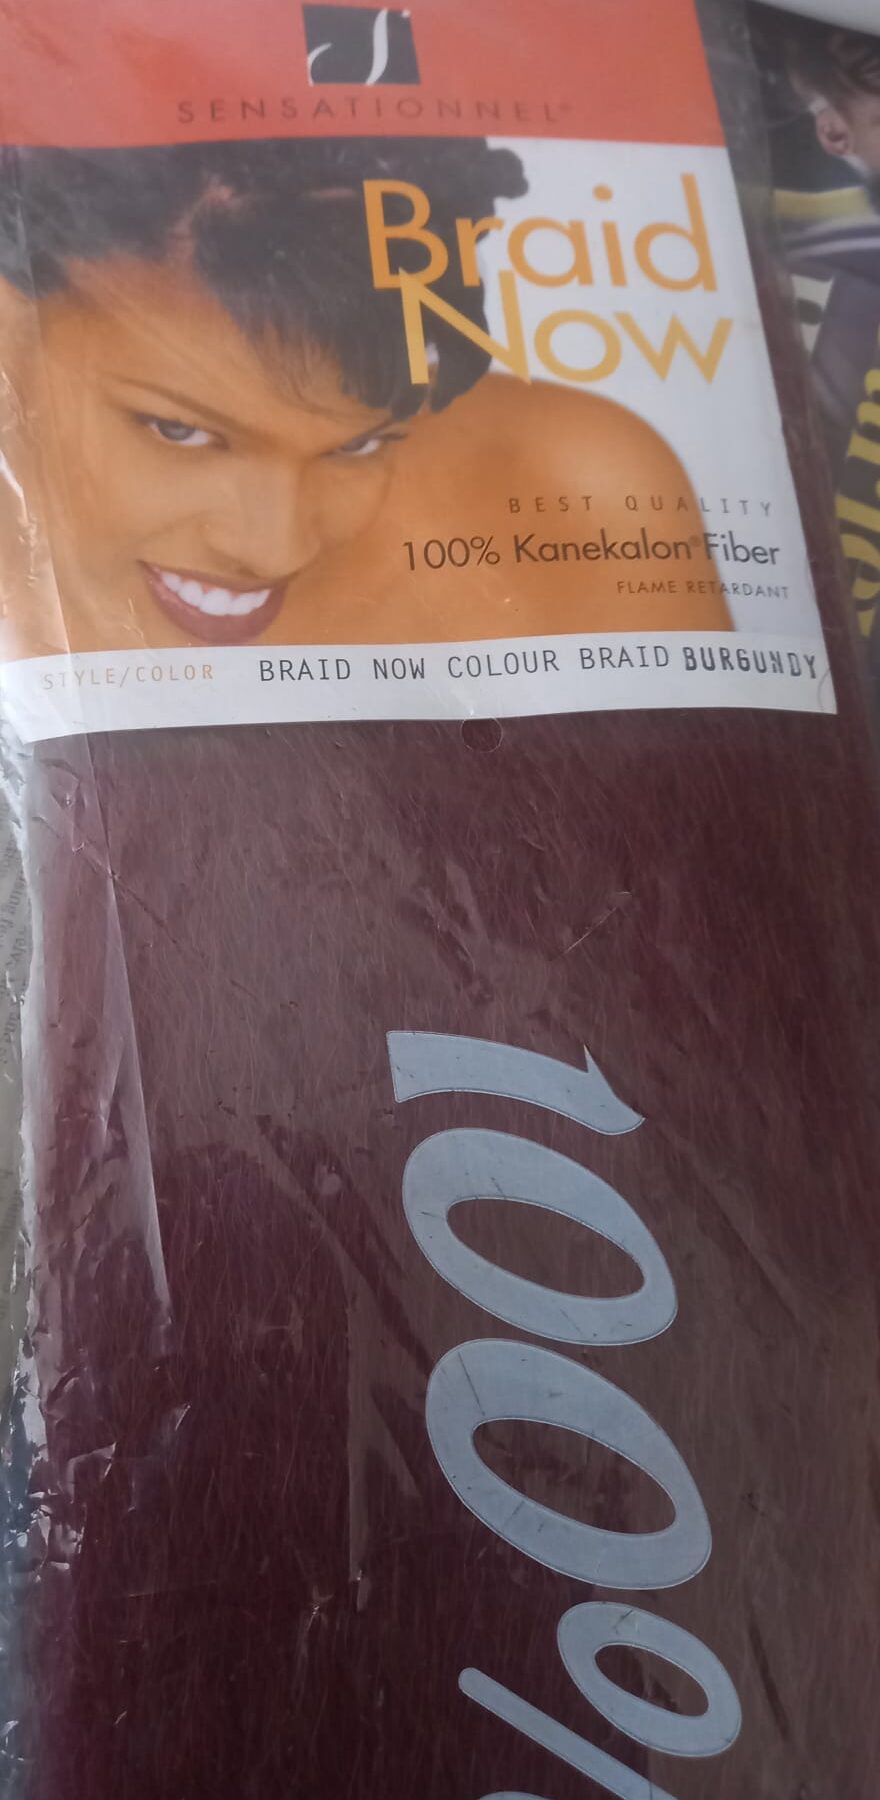 SENSATIONNEL®
Braid
Now
BEST QUALITY
100% Kanekalon® Fiber
FLAME RETARDANT
STYLE/COLOR BRAID NOW COLOUR BRAID BURGUNDY
100%